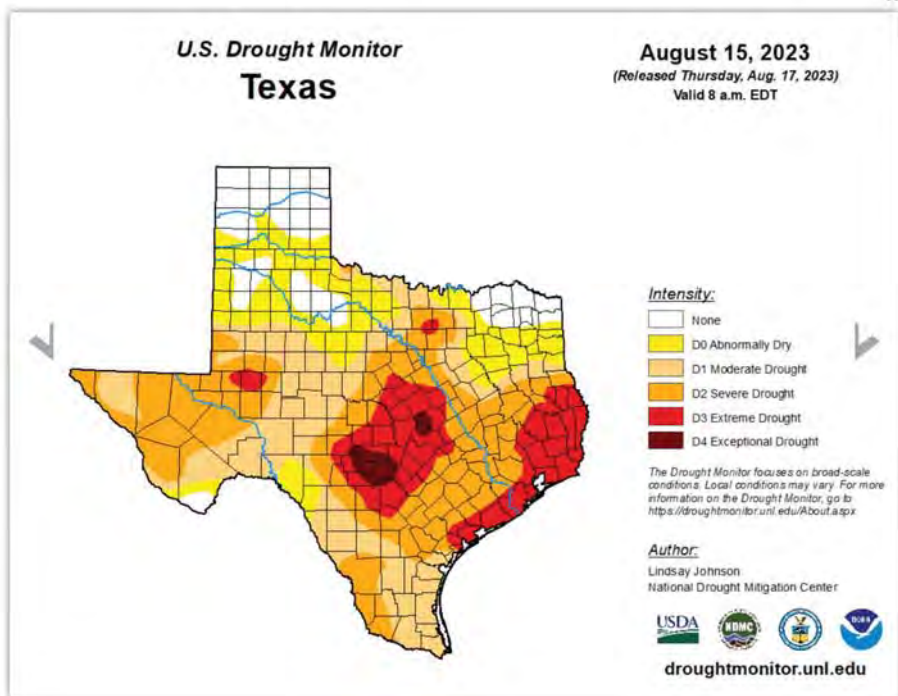 U.S. Drought Monitor
Texas
August 15, 2023
(Released Thursday, Aug. 17, 2023)
Valid 8 a.m. EDT
Intensity:
None
D0 Abnormally Dry
D1 Moderate Drought
D2 Severe Drought
D3 Extreme Drought
D4 Exceptional Drought
The Drought Monitor focuses on broad-scale
conditions. Local conditions may vary. For more
information on the Drought Monitor, go to
https://droughtmonitor.unl.edu/About.aspx
Author:
Lindsay Johnson
National Drought Mitigation Center
USDA
NDMC
droughtmonitor.unl.edu